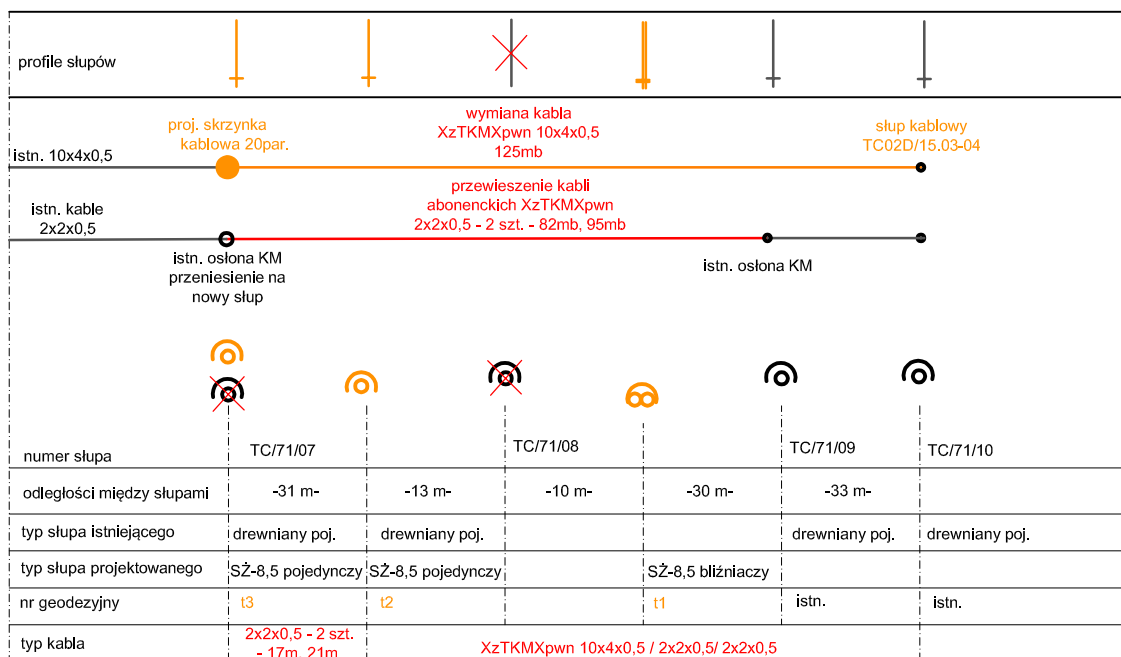 profile słupów
proj. skrzynka
kablowa 20par.
wymiana kabla
XzTKMXpwn 10x4x0,5
125mb
słup kablowy
TC02D/15.03-04
istn. 10x4x0,5
istn. kable
2x2x0,5
przewieszenie kabli
abonenckich XzTKMXpwn
2x2x0,5 - 2 szt. - 82mb, 95mb
istn. osłona KM
przeniesienie na
nowy słup
istn. osłona KM
numer słupa TC/71/07 TC/71/08 TC/71/09 TC/71/10
odległości między słupami -31 m- -13 m- -10 m- -30 m- -33 m-
typ słupa istniejącego drewniany poj. drewniany poj. drewniany poj. drewniany poj.
typ słupa projektowanego SŻ-8,5 pojedynczy SŻ-8,5 pojedynczy SŻ-8,5 bliźniaczy
nr geodezyjny t3 t2 t1 istn. istn.
typ kabla 2x2x0,5 - 2 szt.
- 17m, 21m XzTKMXpwn 10x4x0,5 / 2x2x0,5/ 2x2x0,5